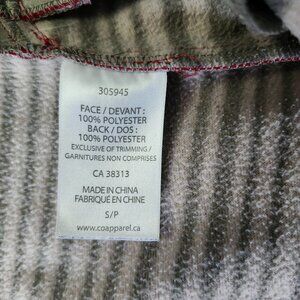 305945
FACE / DEVANT :
100% POLYESTER
BACK / DOS :
100% POLYESTER
EXCLUSIVE OF TRIMMING /
GARNITURES NON COMPRISES
CA 38313
MADE IN CHINA
FABRIQUÉ EN CHINE
S/P
www.coapparel.ca